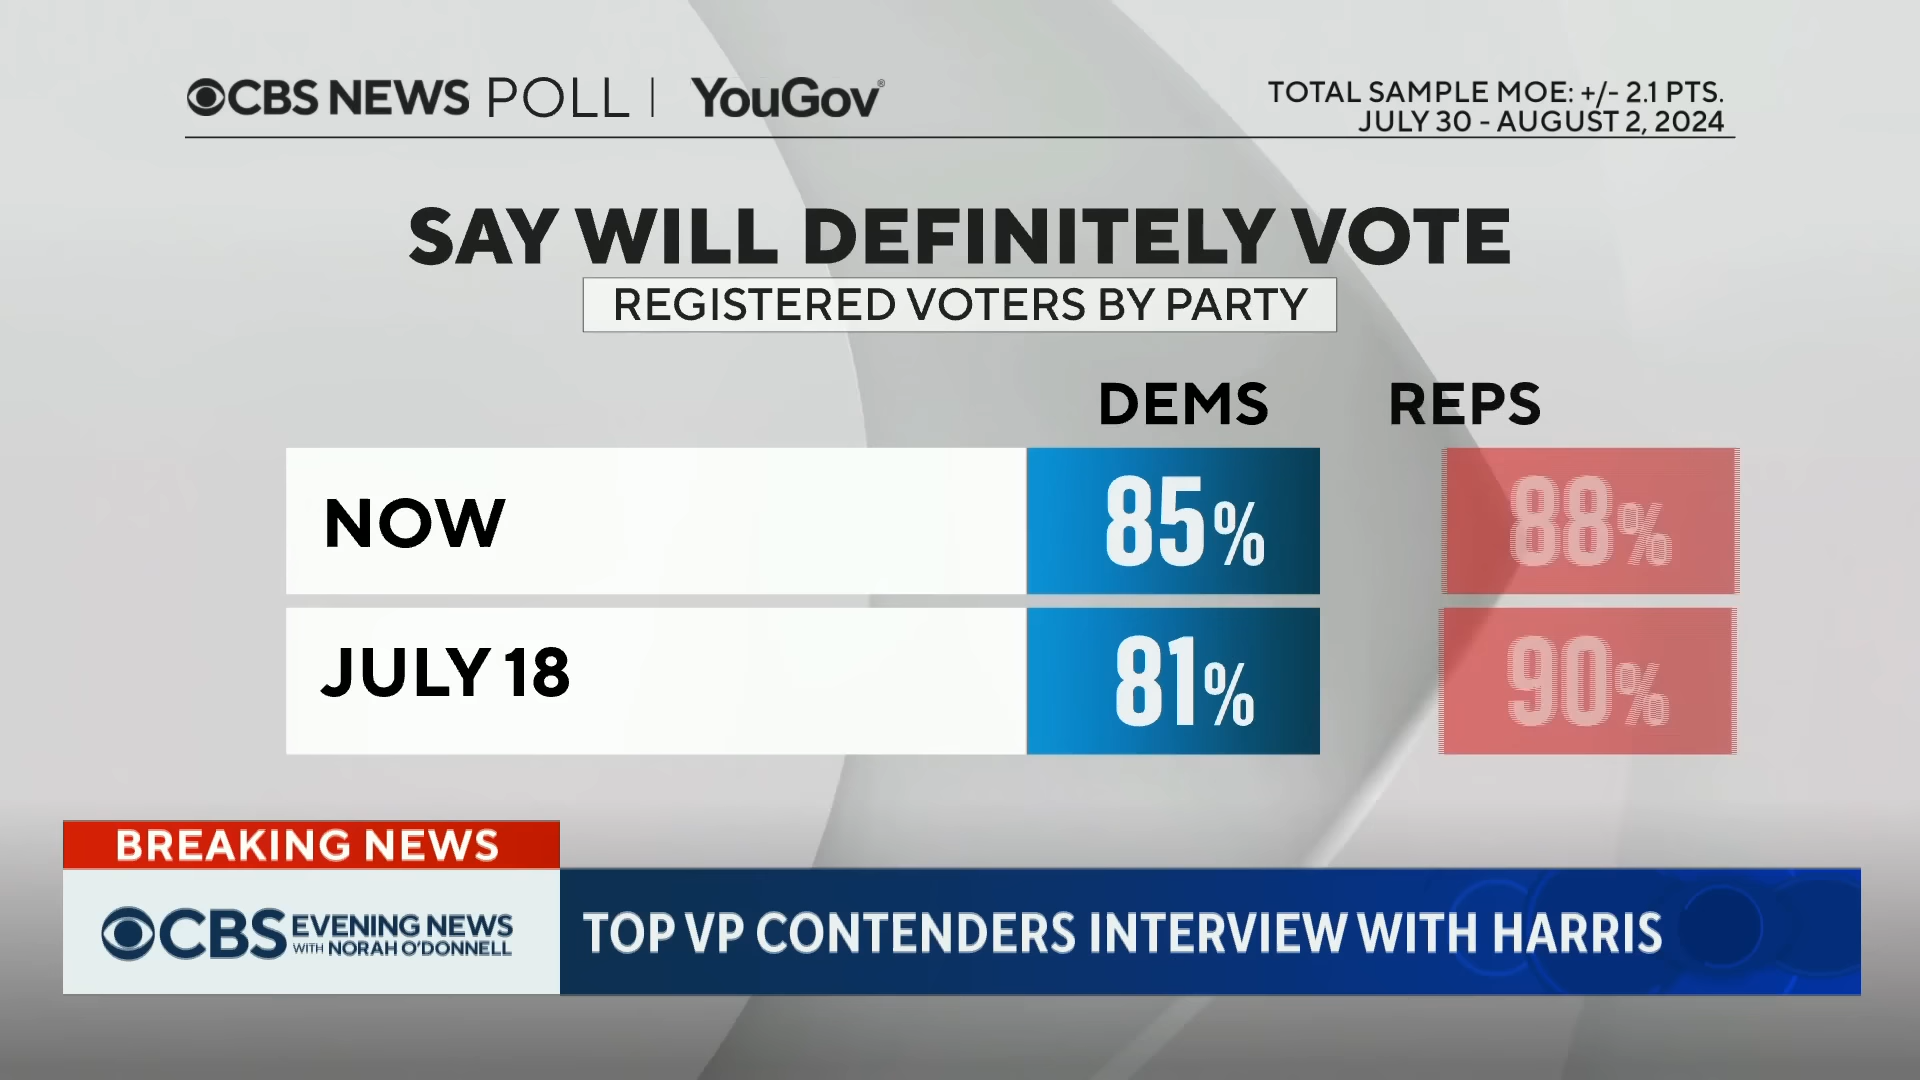 CBS NEWS POLL | YouGov®
TOTAL SAMPLE MOE: +/- 2.1 PTS.
JULY 30 - AUGUST 2, 2024
SAY WILL DEFINITELY VOTE
REGISTERED VOTERS BY PARTY
DEMS REPS
NOW 85% 88%
JULY 18 81% 90%
BREAKING NEWS
CBS EVENING NEWS
WITH NORAH O'DONNELL
TOP VP CONTENDERS INTERVIEW WITH HARRIS